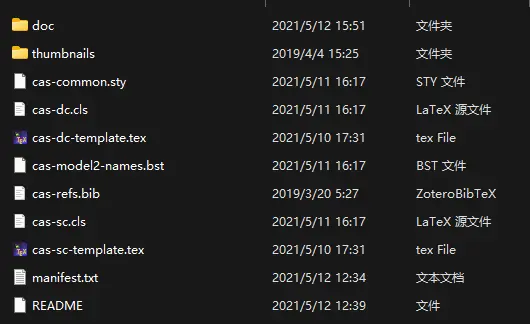 doc 2021/5/12 15:51 文件夹
thumbnails 2019/4/4 15:25 文件夹
cas-common.sty 2021/5/11 16:17 STY 文件
cas-dc.cls 2021/5/11 16:17 LaTeX 源文件
cas-dc-template.tex 2021/5/10 17:31 tex File
cas-model2-names.bst 2021/5/11 16:17 BST 文件
cas-refs.bib 2019/3/20 5:27 ZoteroBibTeX
cas-sc.cls 2021/5/11 16:17 LaTeX 源文件
cas-sc-template.tex 2021/5/10 17:31 tex File
manifest.txt 2021/5/12 12:34 文本文档
README 2021/5/12 12:39 文件